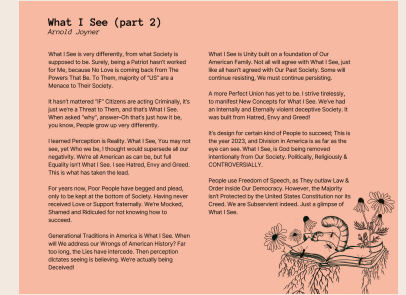 What I See (part 2)
Arnold Joyner
What I See is very differently, from what Society is
supposed to be. Surely, being a Patriot hasn't worked
for Me, because No Love is coming back from The
Powers That Be. To Them, majority of "US" are a
Menace to Their Society.
It hasn't mattered "IF" Citizens are acting Criminally, it's
just we're a Threat to Them, and that's What I See.
When asked "why", answer-Oh that's just how it be,
you know, People grow up very differently.
I learned Perception is Reality. What I See, You may not
see, yet Who we be, I thought would supersede all our
negativity. We're all American as can be, but full
Equality isn't What I See. I see Hatred, Envy and Greed.
This is what has taken the lead.
For years now, Poor People have begged and plead,
only to be kept at the bottom of Society. Having never
received Love or Support fraternally. We're Mocked,
Shamed and Ridiculed for not knowing how to
succeed.
Generational Traditions in America is What I See. When
will We address our Wrongs of American History? Far
too long, the Lies have intercede. Then perception
dictates seeing is believing. We're actually being
Deceived!
What I See is Unity built on a foundation of Our
American Family. Not all will agree with What I See, just
like all hasn't agreed with Our Past Society. Some will
continue resisting, We must continue persisting.
A more Perfect Union has yet to be. I strive tirelessly,
to manifest New Concepts for What I See. We've had
an Internally and Eternally violent deceptive Society. It
was built from Hatred, Envy and Greed!
It's design for certain kind of People to succeed; This is
the year 2023, and Division in America is as far as the
eye can see. What I See, is God being removed
intentionally from Our Society. Politically, Religiously &
CONTROVERSIALLY.
People use Freedom of Speech, as They outlaw Law &
Order inside Our Democracy. However, the Majority
isn't Protected by the United States Constitution nor its
Creed. We are Subservient indeed. Just a glimpse of
What I See.